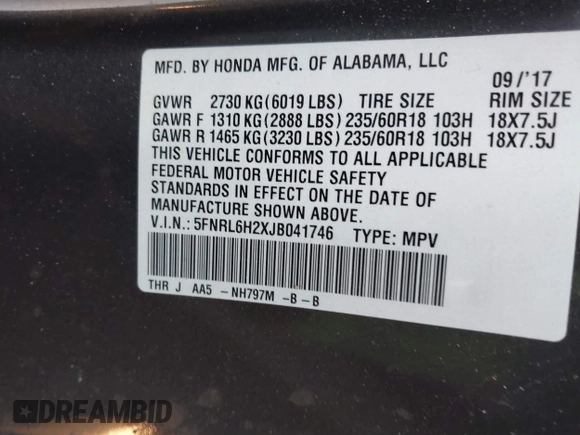 MFD. BY HONDA MFG. OF ALABAMA, LLC
09/'17
GVWR 2730 KG(6019 LBS) TIRE SIZE RIM SIZE
GAWR F 1310 KG(2888 LBS) 235/60R18 103H 18X7.5J
GAWR R 1465 KG(3230 LBS) 235/60R18 103H 18X7.5J
THIS VEHICLE CONFORMS TO ALL APPLICABLE
FEDERAL MOTOR VEHICLE SAFETY
STANDARDS IN EFFECT ON THE DATE OF
MANUFACTURE SHOWN ABOVE.
V.I.N.: 5FNRL6H2XJB041746 TYPE: MPV
THR J AA5 -NH797M -B-B
DREAMBID